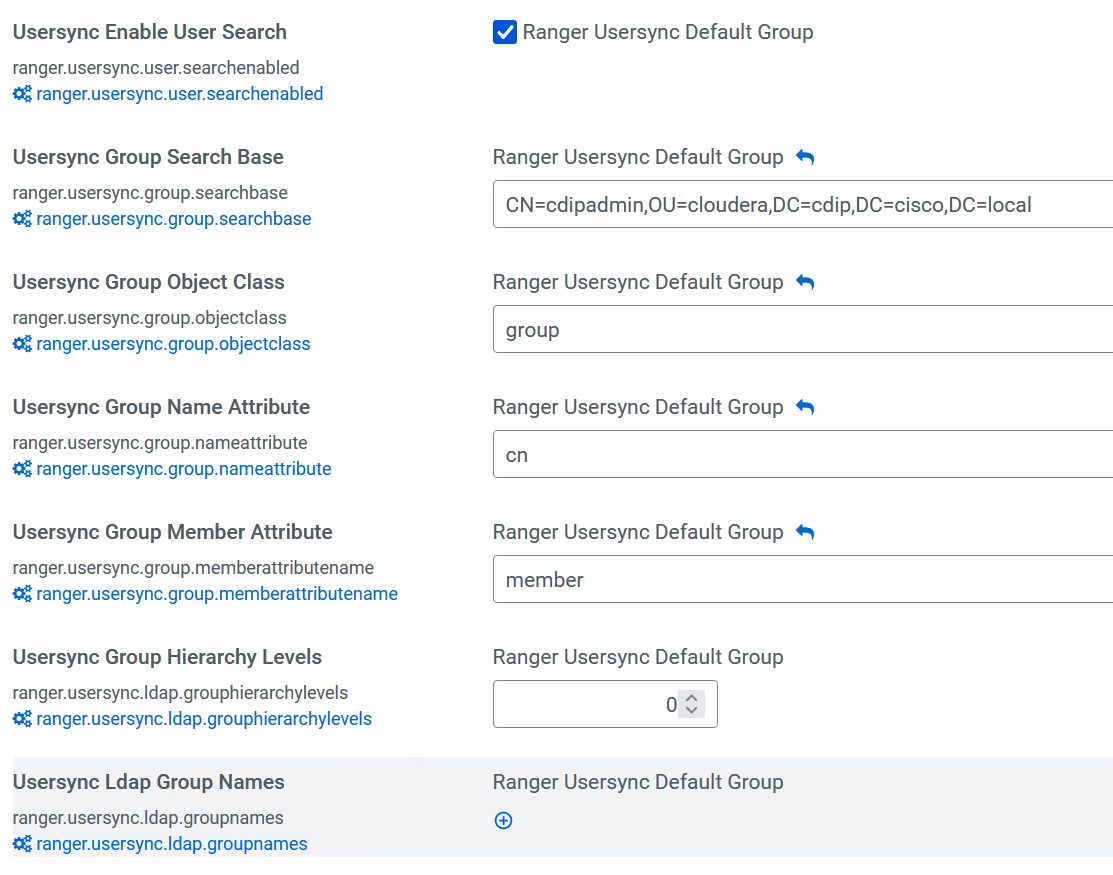 Usersync Enable User Search
Ranger Usersync Default Group
ranger.usersync.user.searchenabled
ranger.usersync.user.searchenabled
Usersync Group Search Base
Ranger Usersync Default Group
ranger.usersync.group.searchbase
ranger.usersync.group.searchbase
CN=cdipadmin,OU=cloudera,DC=cdip,DC=cisco,DC=local
Usersync Group Object Class
Ranger Usersync Default Group
ranger.usersync.group.objectclass
ranger.usersync.group.objectclass
group
Usersync Group Name Attribute
Ranger Usersync Default Group
ranger.usersync.group.nameattribute
ranger.usersync.group.nameattribute
cn
Usersync Group Member Attribute
Ranger Usersync Default Group
ranger.usersync.group.memberattributename
ranger.usersync.group.memberattributename
member
Usersync Group Hierarchy Levels
Ranger Usersync Default Group
ranger.usersync.ldap.grouphierarchylevels
ranger.usersync.ldap.grouphierarchylevels
0
Usersync Ldap Group Names
Ranger Usersync Default Group
ranger.usersync.ldap.groupnames
ranger.usersync.ldap.groupnames